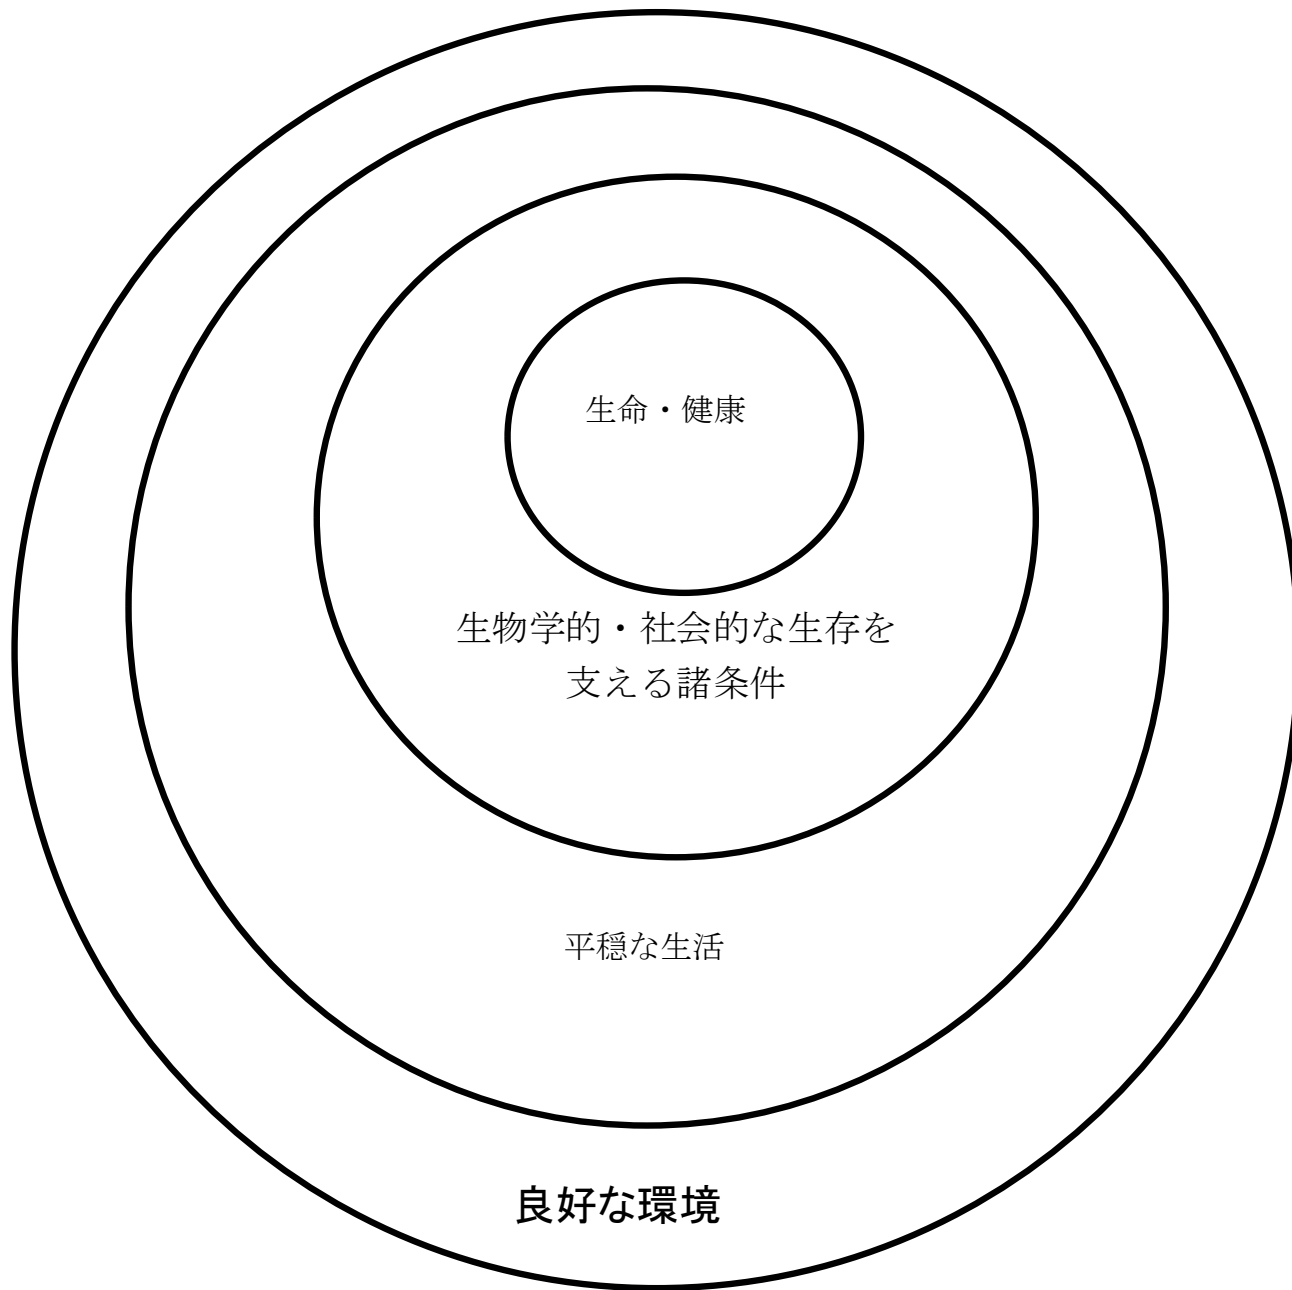 生命・健康
生物学的・社会的な生存を
支える諸条件
平穏な生活
良好な環境